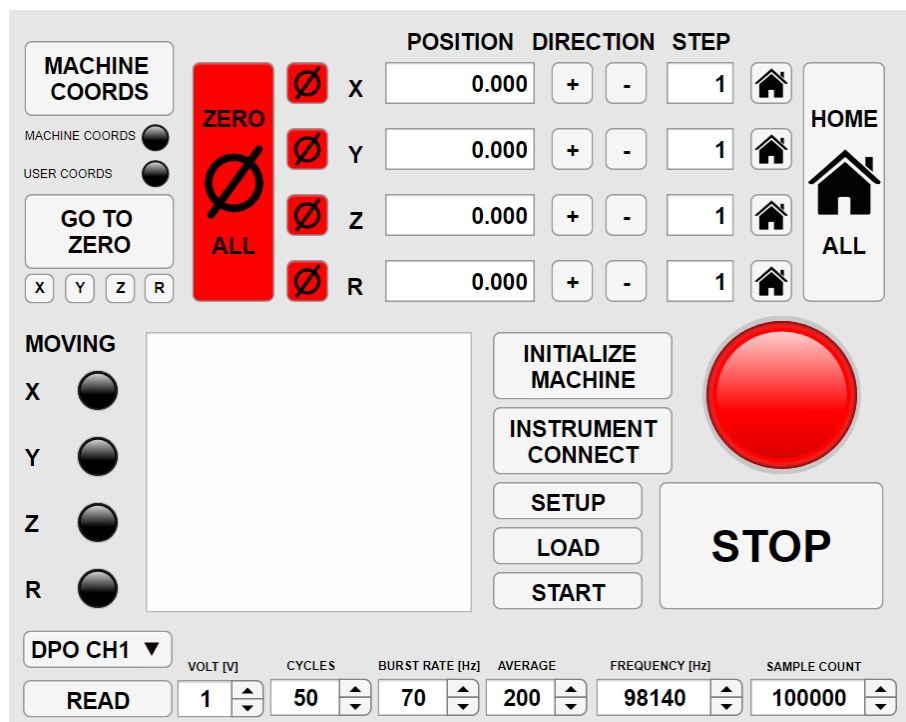 POSITION DIRECTION STEP
MACHINE
COORDS
MACHINE COORDS
USER COORDS
GO TO
ZERO
X Y Z R
ZERO
ALL
X 0.000 + - 1
Y 0.000 + - 1
Z 0.000 + - 1
R 0.000 + - 1
HOME
ALL
MOVING
X
Y
Z
R
INITIALIZE
MACHINE
INSTRUMENT
CONNECT
SETUP
LOAD
START
STOP
DPO CH1
READ
VOLT [V] CYCLES BURST RATE [Hz] AVERAGE FREQUENCY [Hz] SAMPLE COUNT
1 50 70 200 98140 100000